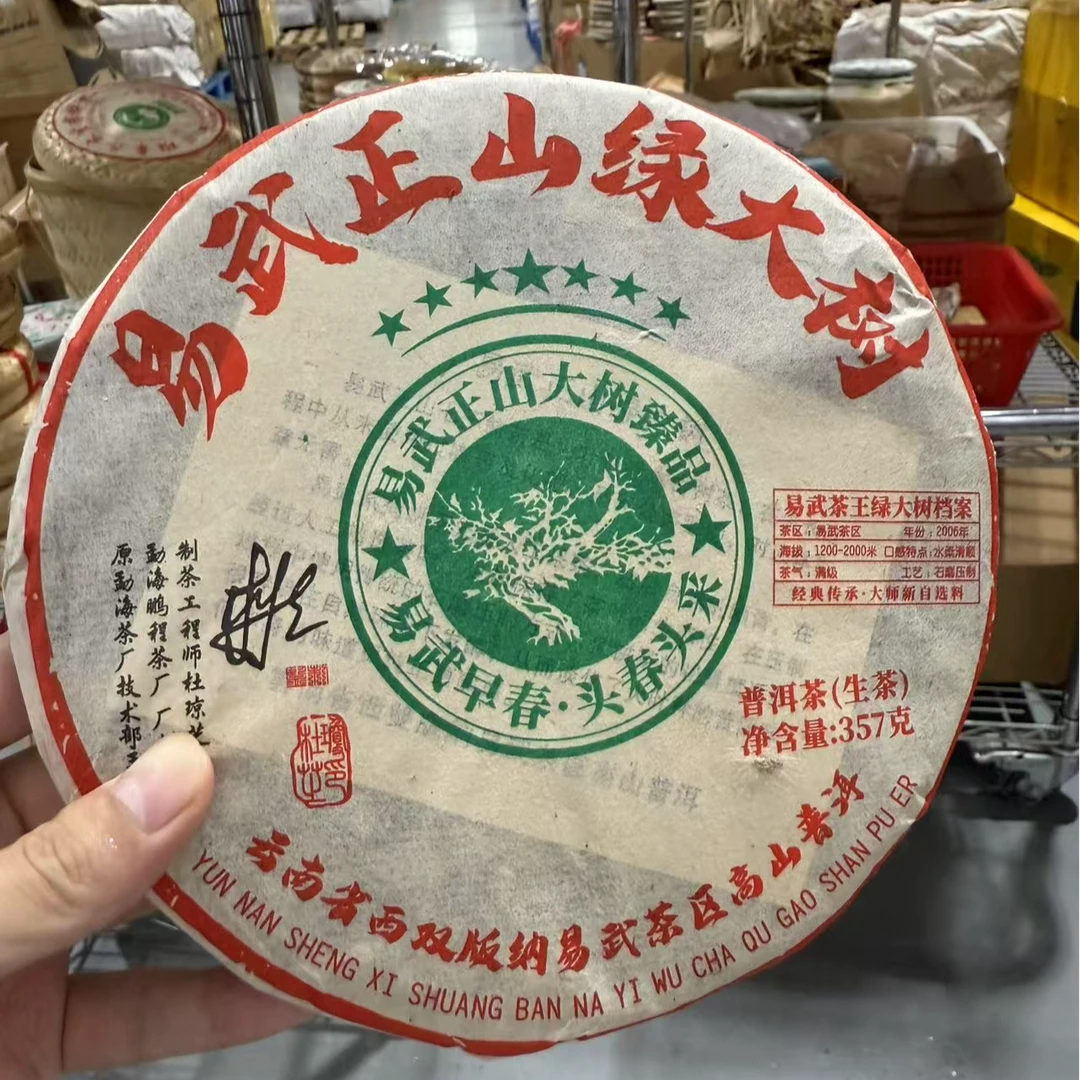 易武正山绿大树
易武正山大树臻品
易武早春·头春头采
易武茶王绿大树档案
茶区：易武茶区 年份：2006年
海拔：1200-2000米 口感特点：水柔滑顺
茶气：满级 工艺：石磨压制
经典传承·大师新自选料
普洱茶(生茶)
净含量:357克
制茶工程师杜琼芝
勐海鹏程茶厂 厂
原勐海茶厂技术部
杜琼芝印
云南省西双版纳易武茶区高山普洱
YUN NAN SHENG XI SHUANG BAN NA YI WU CHA QU GAO SHAN PU ER